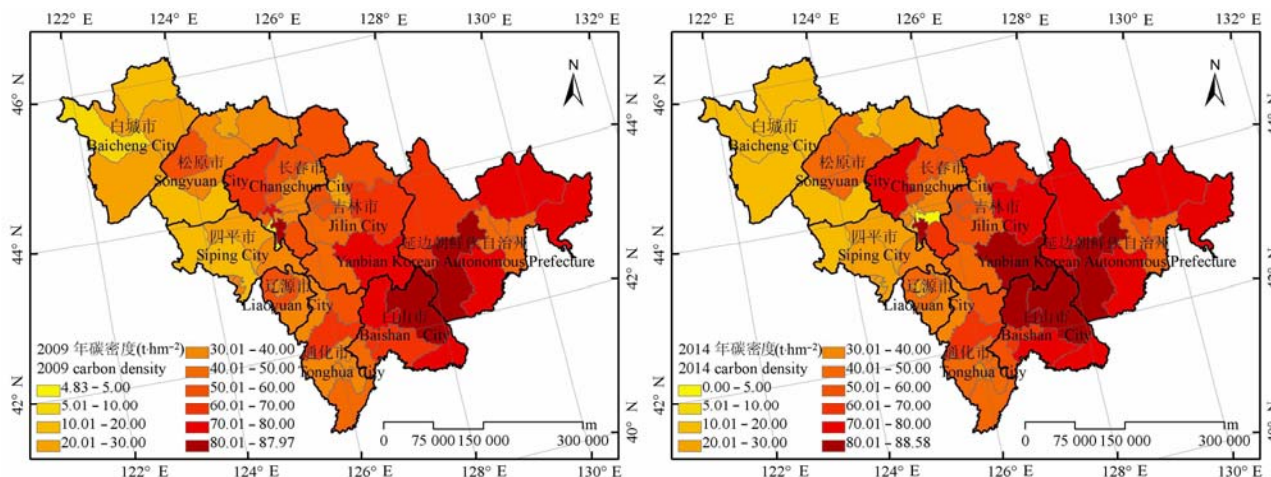 122° E 124° E 126° E 128° E 130° E 132° E
N
46° N
44° N
42° N
44° N
42° N
40° N
白城市
Baicheng City
松原市
Songyuan City
长春市
Changchun City
吉林市
Jilin City
四平市
Siping City
延边朝鲜族自治州
Yanbian Korean Autonomous Prefecture
辽源市
Liaoyuan City
白山市
Baishan City
通化市
Tonghua City
2009 年碳密度(t·hm⁻²)
2009 carbon density
4.83－5.00
5.01－10.00
10.01－20.00
20.01－30.00
30.01－40.00
40.01－50.00
50.01－60.00
60.01－70.00
70.01－80.00
80.01－87.97
m
0 75 000 150 000 300 000
122° E 124° E 126° E 128° E 130° E
122° E 124° E 126° E 128° E 130° E 132° E
N
46° N
44° N
42° N
44° N
42° N
40° N
白城市
Baicheng City
松原市
Songyuan City
长春市
Changchun City
吉林市
Jilin City
四平市
Siping City
延边朝鲜族自治州
Yanbian Korean Autonomous Prefecture
辽源市
Liaoyuan City
白山市
Baishan City
通化市
Tonghua City
2014 年碳密度(t·hm⁻²)
2014 carbon density
0.00－5.00
5.01－10.00
10.01－20.00
20.01－30.00
30.01－40.00
40.01－50.00
50.01－60.00
60.01－70.00
70.01－80.00
80.01－88.58
m
0 75 000 150 000 300 000
122° E 124° E 126° E 128° E 130° E